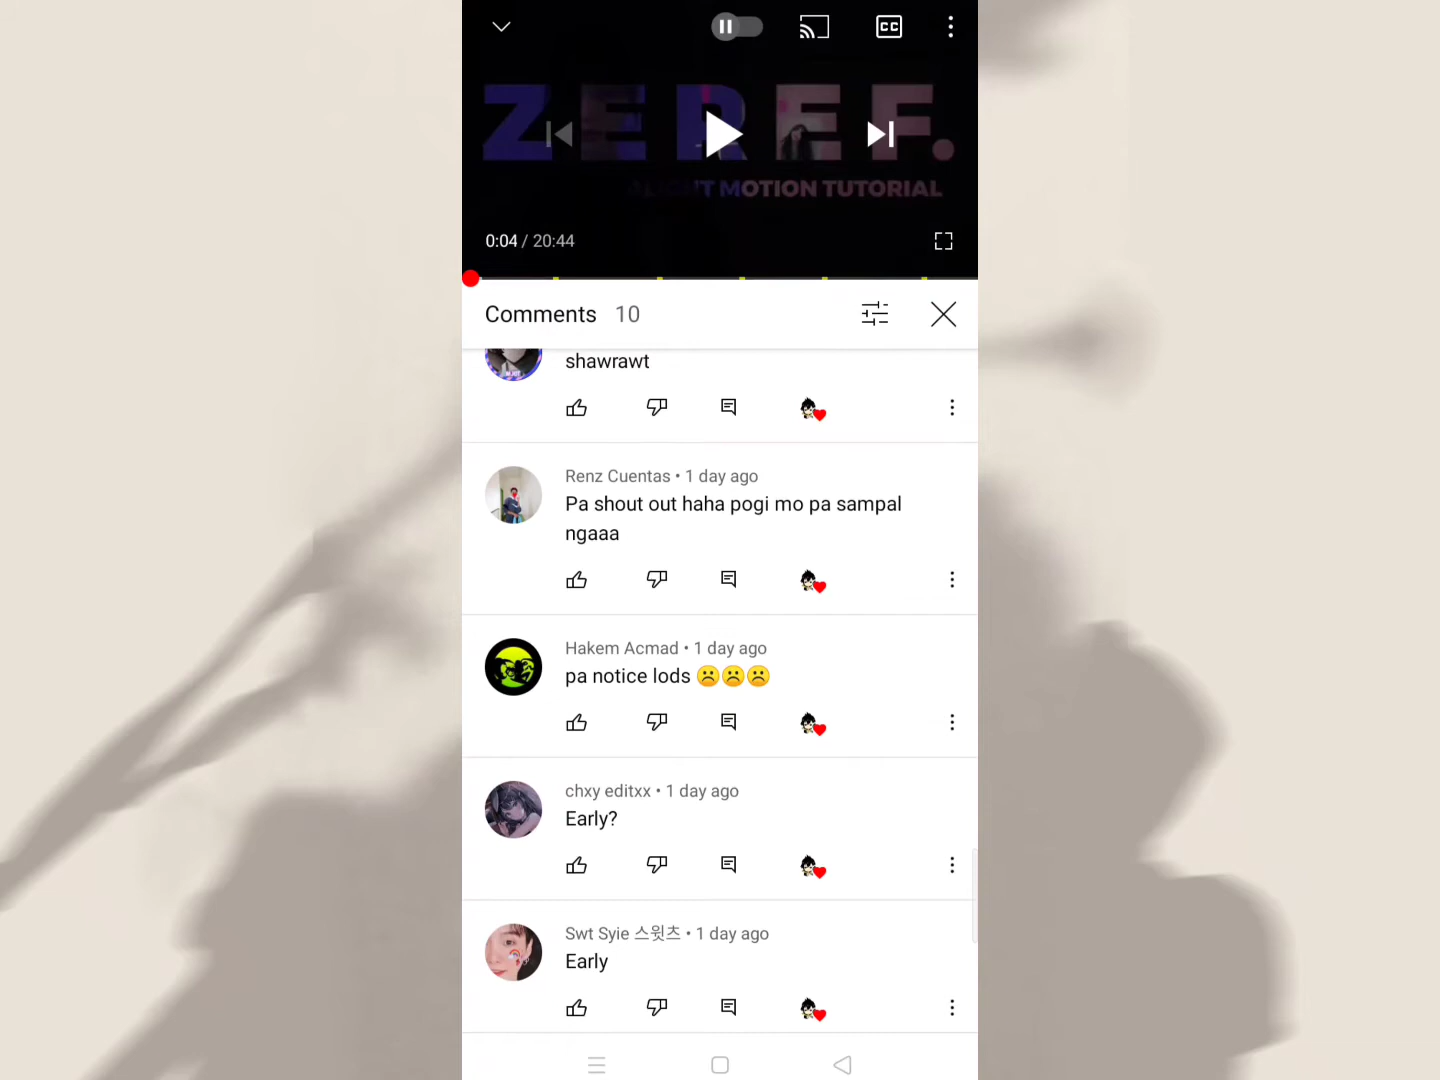 ZEREF.
ALIGHT MOTION TUTORIAL
0:04 / 20:44
Comments 10
shawrawt
Renz Cuentas • 1 day ago
Pa shout out haha pogi mo pa sampal
ngaaa
Hakem Acmad • 1 day ago
pa notice lods ☹️☹️☹️
chxy editxx • 1 day ago
Early?
Swt Syie 스윗츠 • 1 day ago
Early